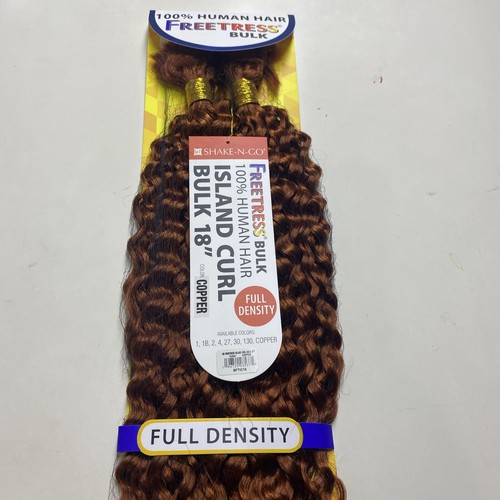 100% HUMAN HAIR
FREETRESS®
BULK
SHAKE-N-GO®
FREETRESS® BULK
100% HUMAN HAIR
ISLAND CURL
BULK 18"
COLOR
COPPER
FULL
DENSITY
AVAILABLE COLORS:
1, 1B, 2, 4, 27, 30, 130, COPPER
FULL DENSITY